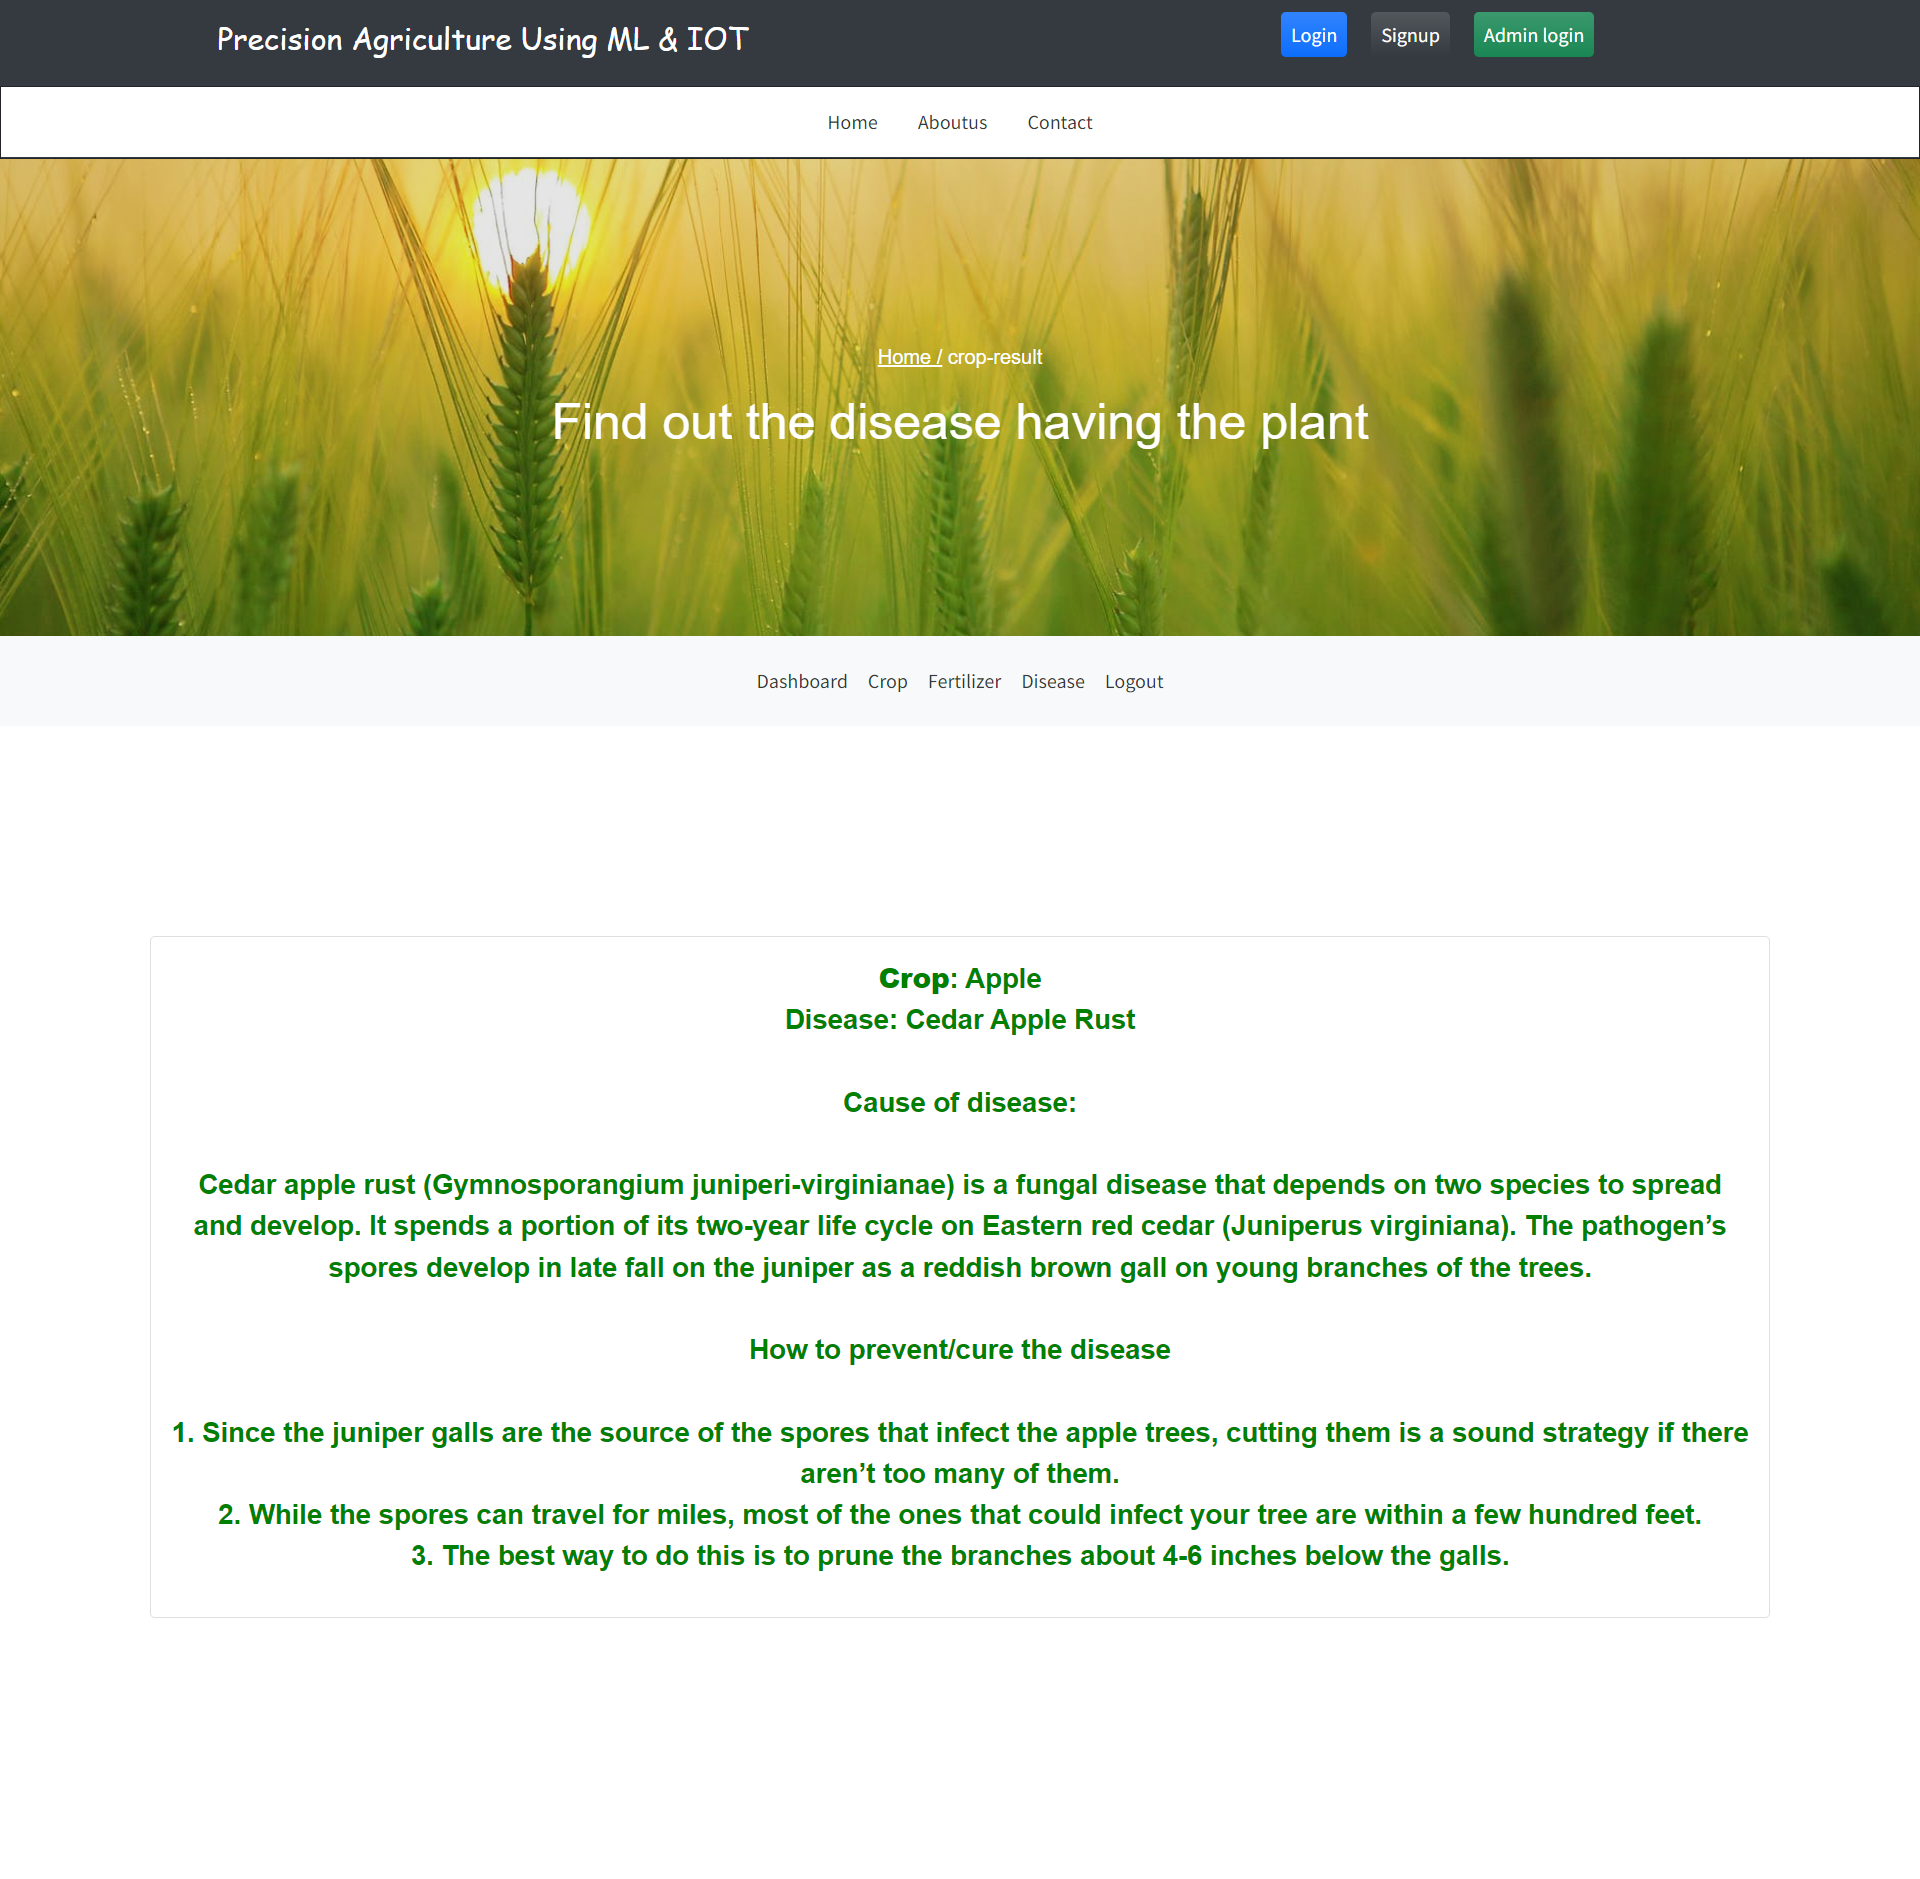 Precision Agriculture Using ML & IOT
Login Signup Admin login
Home Aboutus Contact
Home / crop-result
Find out the disease having the plant
Dashboard Crop Fertilizer Disease Logout
Crop: Apple
Disease: Cedar Apple Rust
Cause of disease:
Cedar apple rust (Gymnosporangium juniperi-virginianae) is a fungal disease that depends on two species to spread
and develop. It spends a portion of its two-year life cycle on Eastern red cedar (Juniperus virginiana). The pathogen’s
spores develop in late fall on the juniper as a reddish brown gall on young branches of the trees.
How to prevent/cure the disease
1. Since the juniper galls are the source of the spores that infect the apple trees, cutting them is a sound strategy if there
aren’t too many of them.
2. While the spores can travel for miles, most of the ones that could infect your tree are within a few hundred feet.
3. The best way to do this is to prune the branches about 4-6 inches below the galls.